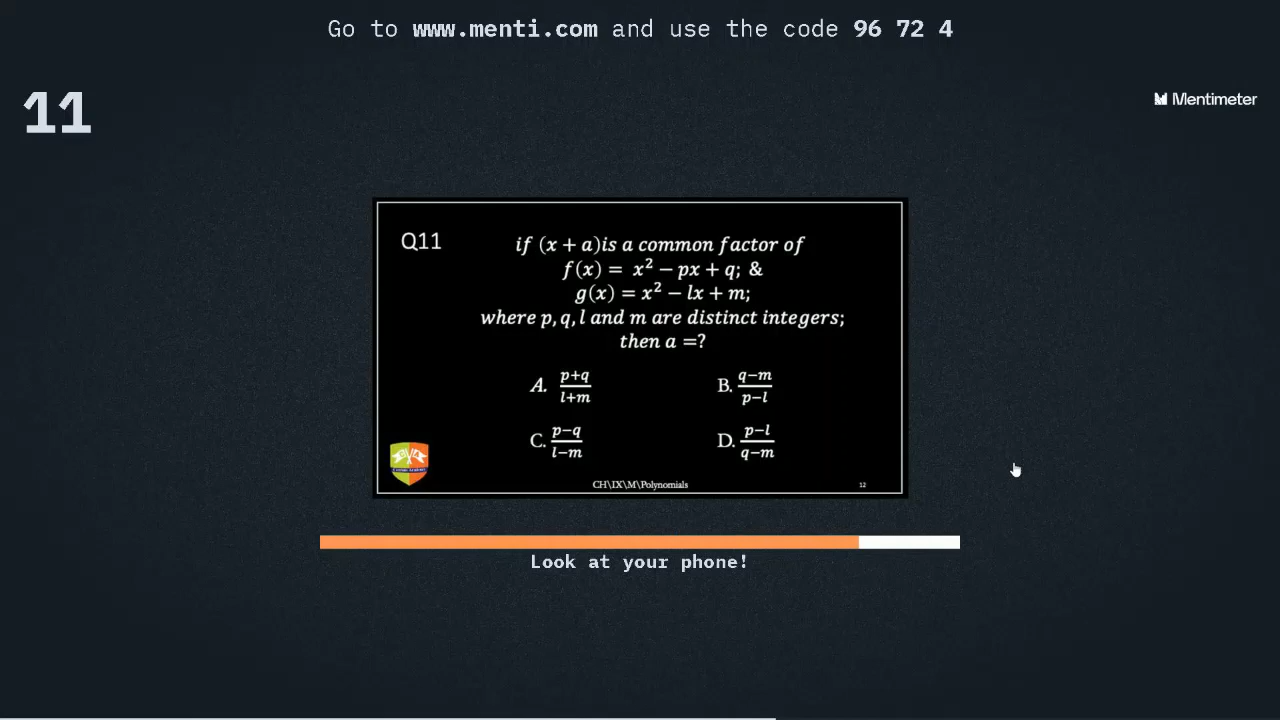 Go to www.menti.com and use the code 96 72 4
11
Mentimeter
Q11
if (x + a)is a common factor of
f(x) = x² − px + q; &
g(x) = x² − lx + m;
where p, q, l and m are distinct integers;
then a =?
A. p+q/l+m
B. q−m/p−l
C. p−q/l−m
D. p−l/q−m
CH\IX\M\Polynomials
12
Look at your phone!